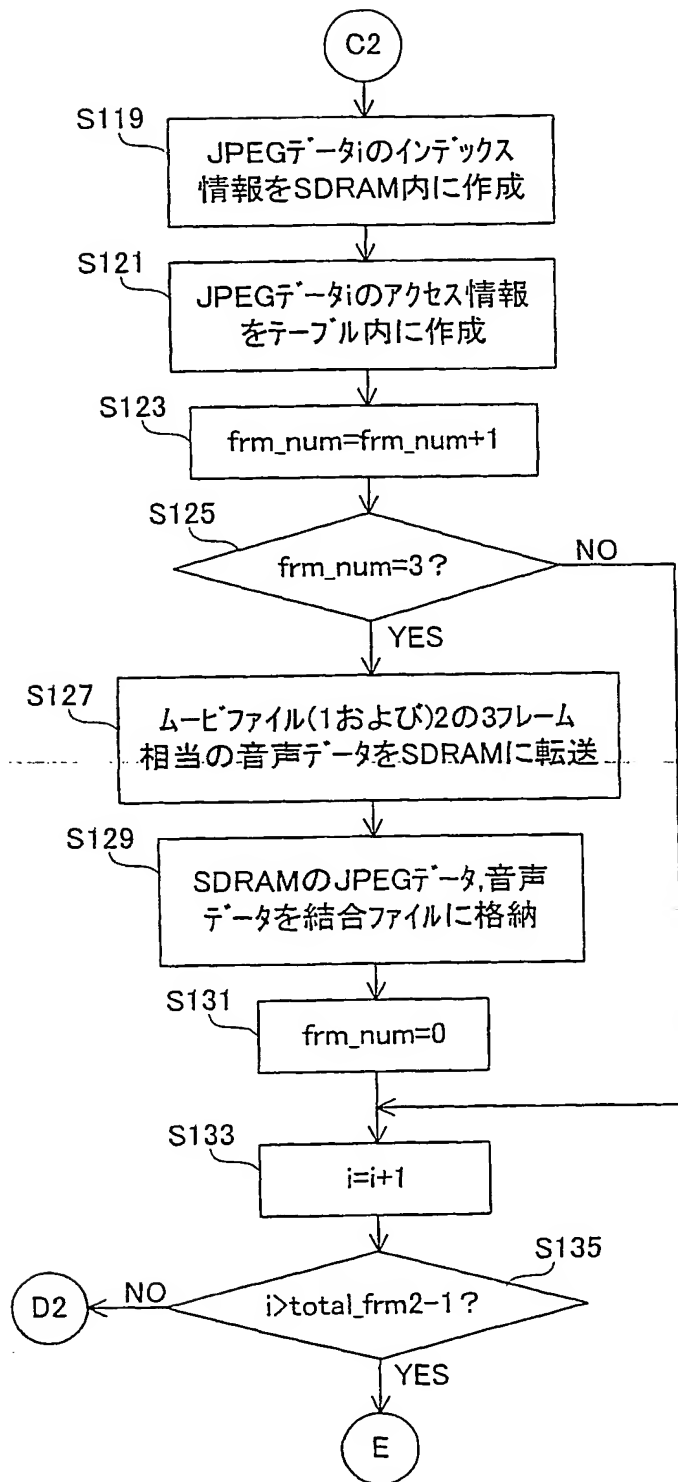 C2
S119
JPEGデータiのインデックス
情報をSDRAM内に作成
S121
JPEGデータiのアクセス情報
をテーブル内に作成
S123
frm_num=frm_num+1
S125
frm_num=3?
NO
YES
S127
ムービファイル(1および)2の3フレーム
相当の音声データをSDRAMに転送
S129
SDRAMのJPEGデータ,音声
データを結合ファイルに格納
S131
frm_num=0
S133
i=i+1
S135
i>total_frm2-1?
NO
D2
YES
E